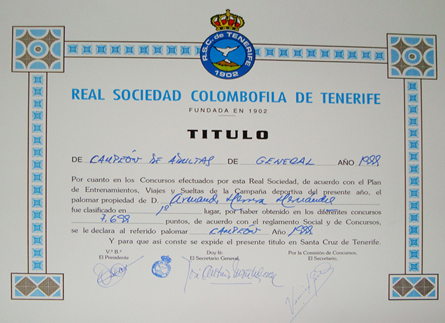 R.S.C. DE TENERIFE
1902
REAL SOCIEDAD COLOMBOFILA DE TENERIFE
FUNDADA EN 1902
TITULO
DE CAMPEÓN DE ADULTAS DE GENERAL AÑO 1988
Por cuanto en los Concursos efectuados por esta Real Sociedad, de acuerdo con el Plan
de Entrenamientos, Viajes y Sueltas de la Campaña deportiva del presente año, el
palomar propiedad de D. Armando Hernández
fue clasificado en 1º lugar, por haber obtenido en los diferentes concursos
7,698 puntos, de acuerdo con el reglamento Social y de Concursos,
se le declara al referido palomar CAMPEÓN Año 1988
Y para que así conste se expide el presente titulo en Santa Cruz de Tenerife.
V.º B.º Doy fe: Por la Comisión de Concursos.
El Presidente El Secretario General, El Secretario.